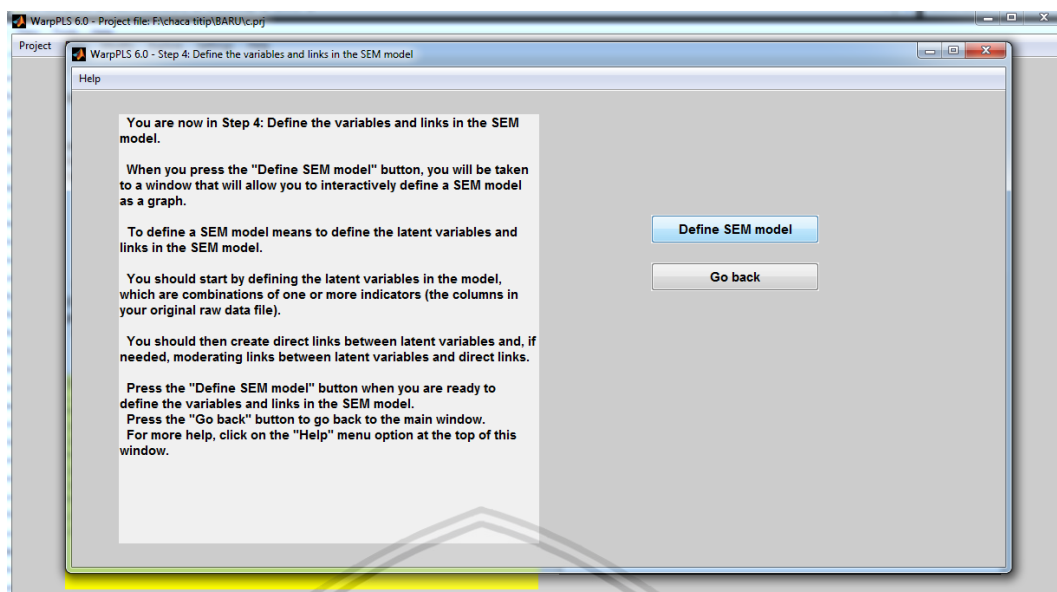 WarpPLS 6.0 - Project file: F:\chaca titip\BARU\c.prj
Project
WarpPLS 6.0 - Step 4: Define the variables and links in the SEM model
Help
You are now in Step 4: Define the variables and links in the SEM
model.
When you press the "Define SEM model" button, you will be taken
to a window that will allow you to interactively define a SEM model
as a graph.
To define a SEM model means to define the latent variables and
links in the SEM model.
You should start by defining the latent variables in the model,
which are combinations of one or more indicators (the columns in
your original raw data file).
You should then create direct links between latent variables and, if
needed, moderating links between latent variables and direct links.
Press the "Define SEM model" button when you are ready to
define the variables and links in the SEM model.
Press the "Go back" button to go back to the main window.
For more help, click on the "Help" menu option at the top of this
window.
Define SEM model
Go back